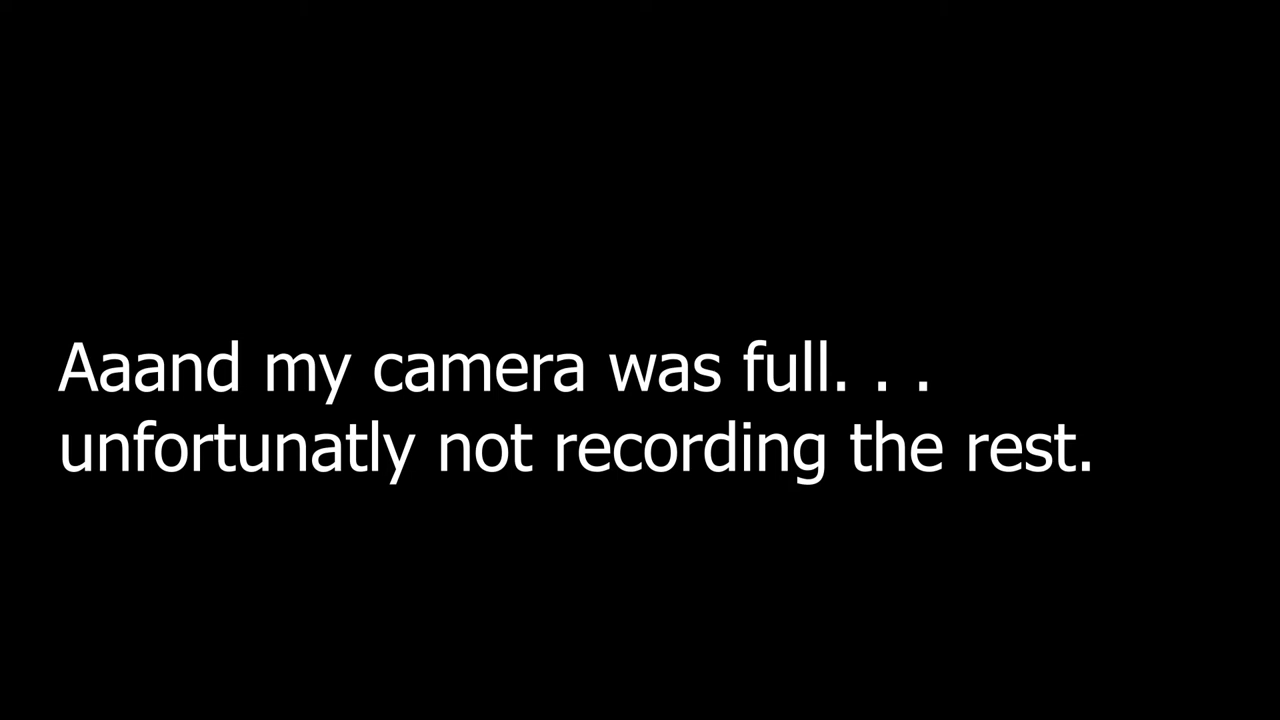 Aaand my camera was full. . .
unfortunatly not recording the rest.